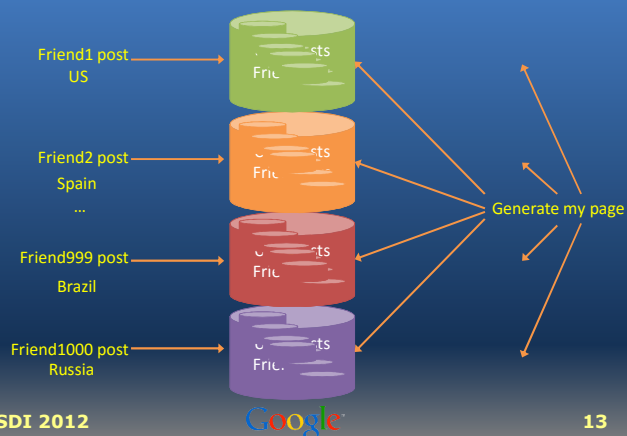 Friend1 post
US
Friend2 post
Spain
...
Friend999 post
Brazil
Friend1000 post
Russia
Generate my page
SDI 2012
Google
13